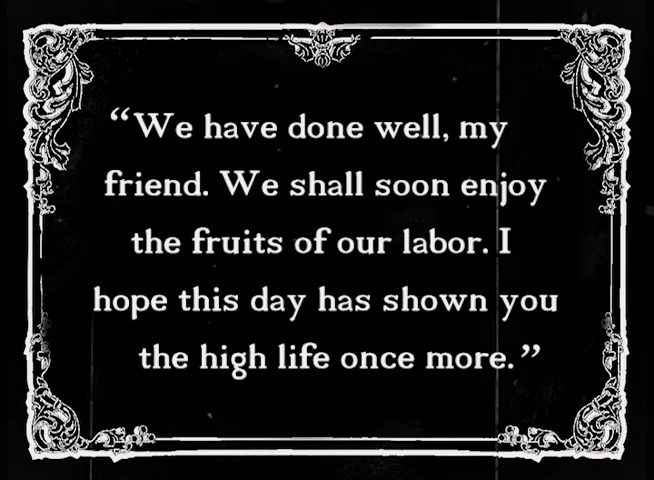 “We have done well, my
friend. We shall soon enjoy
the fruits of our labor. I
hope this day has shown you
the high life once more.”